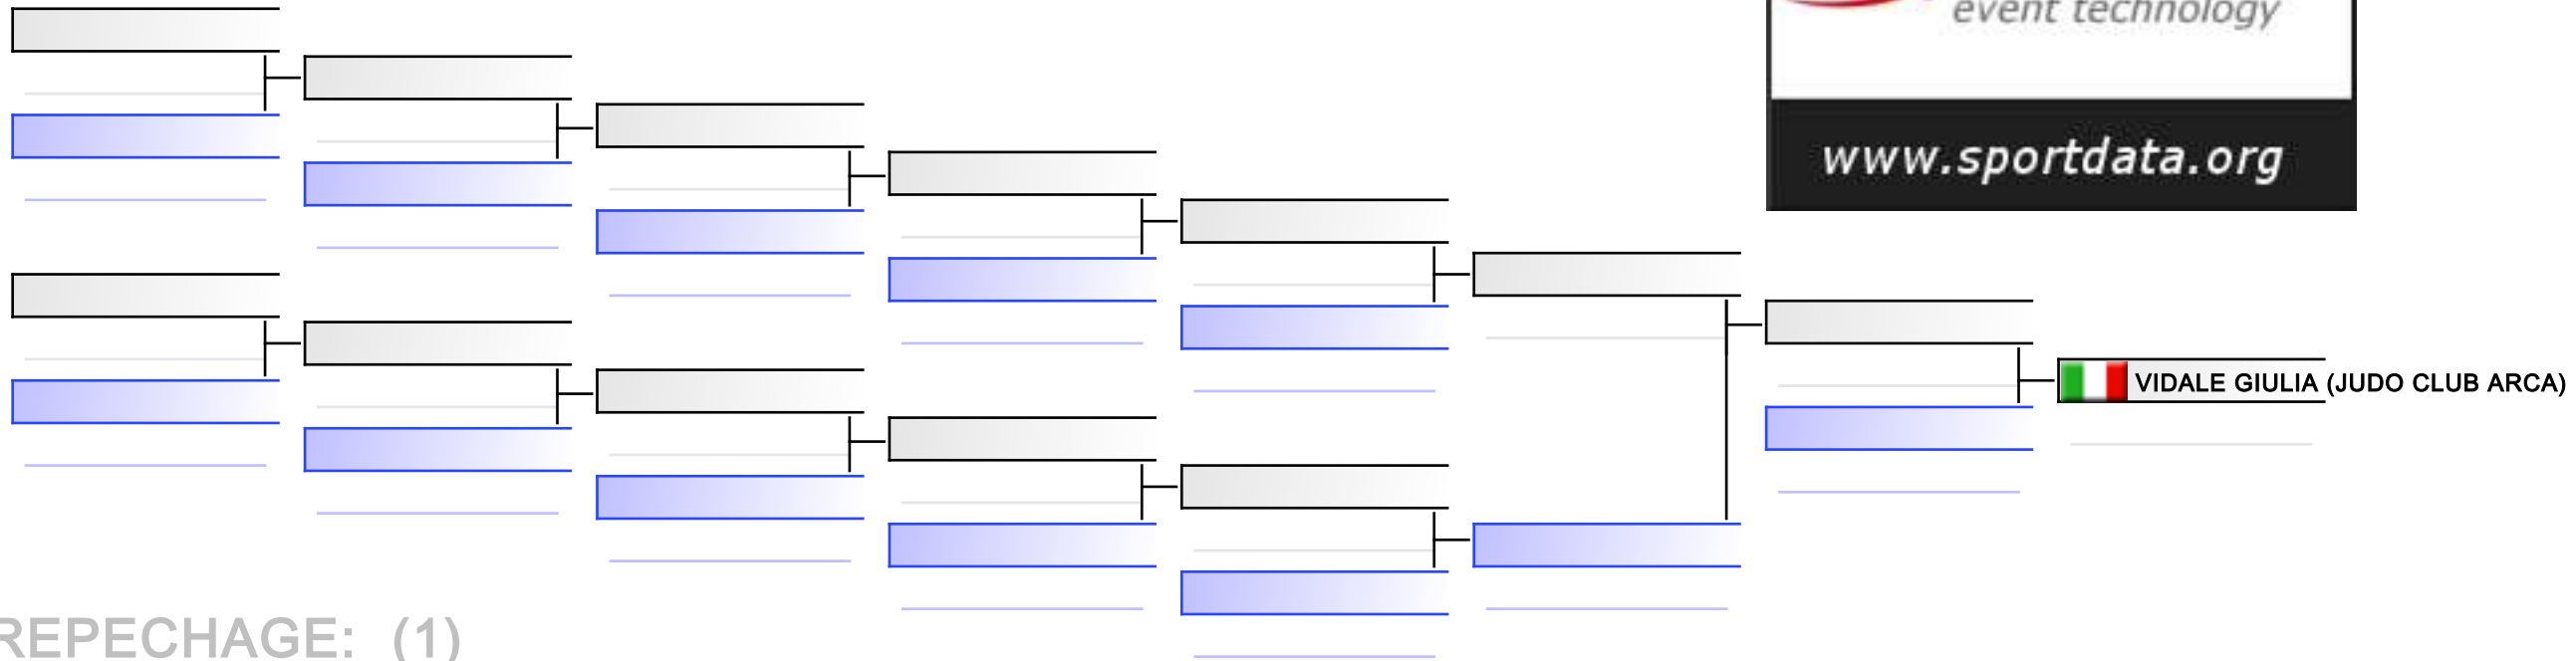 event technology
www.sportdata.org
VIDALE GIULIA (JUDO CLUB ARCA)
REPECHAGE: (1)